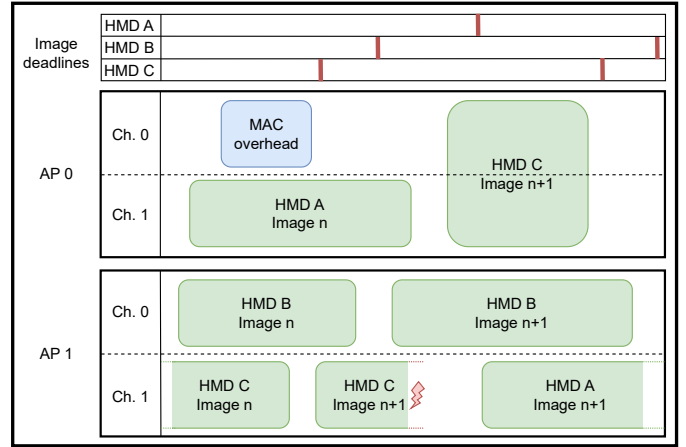 Image
deadlines
HMD A
HMD B
HMD C
AP 0
Ch. 0
MAC
overhead
HMD C
Image n+1
Ch. 1
HMD A
Image n
AP 1
Ch. 0
HMD B
Image n
HMD B
Image n+1
Ch. 1
HMD C
Image n
HMD C
Image n+1
HMD A
Image n+1